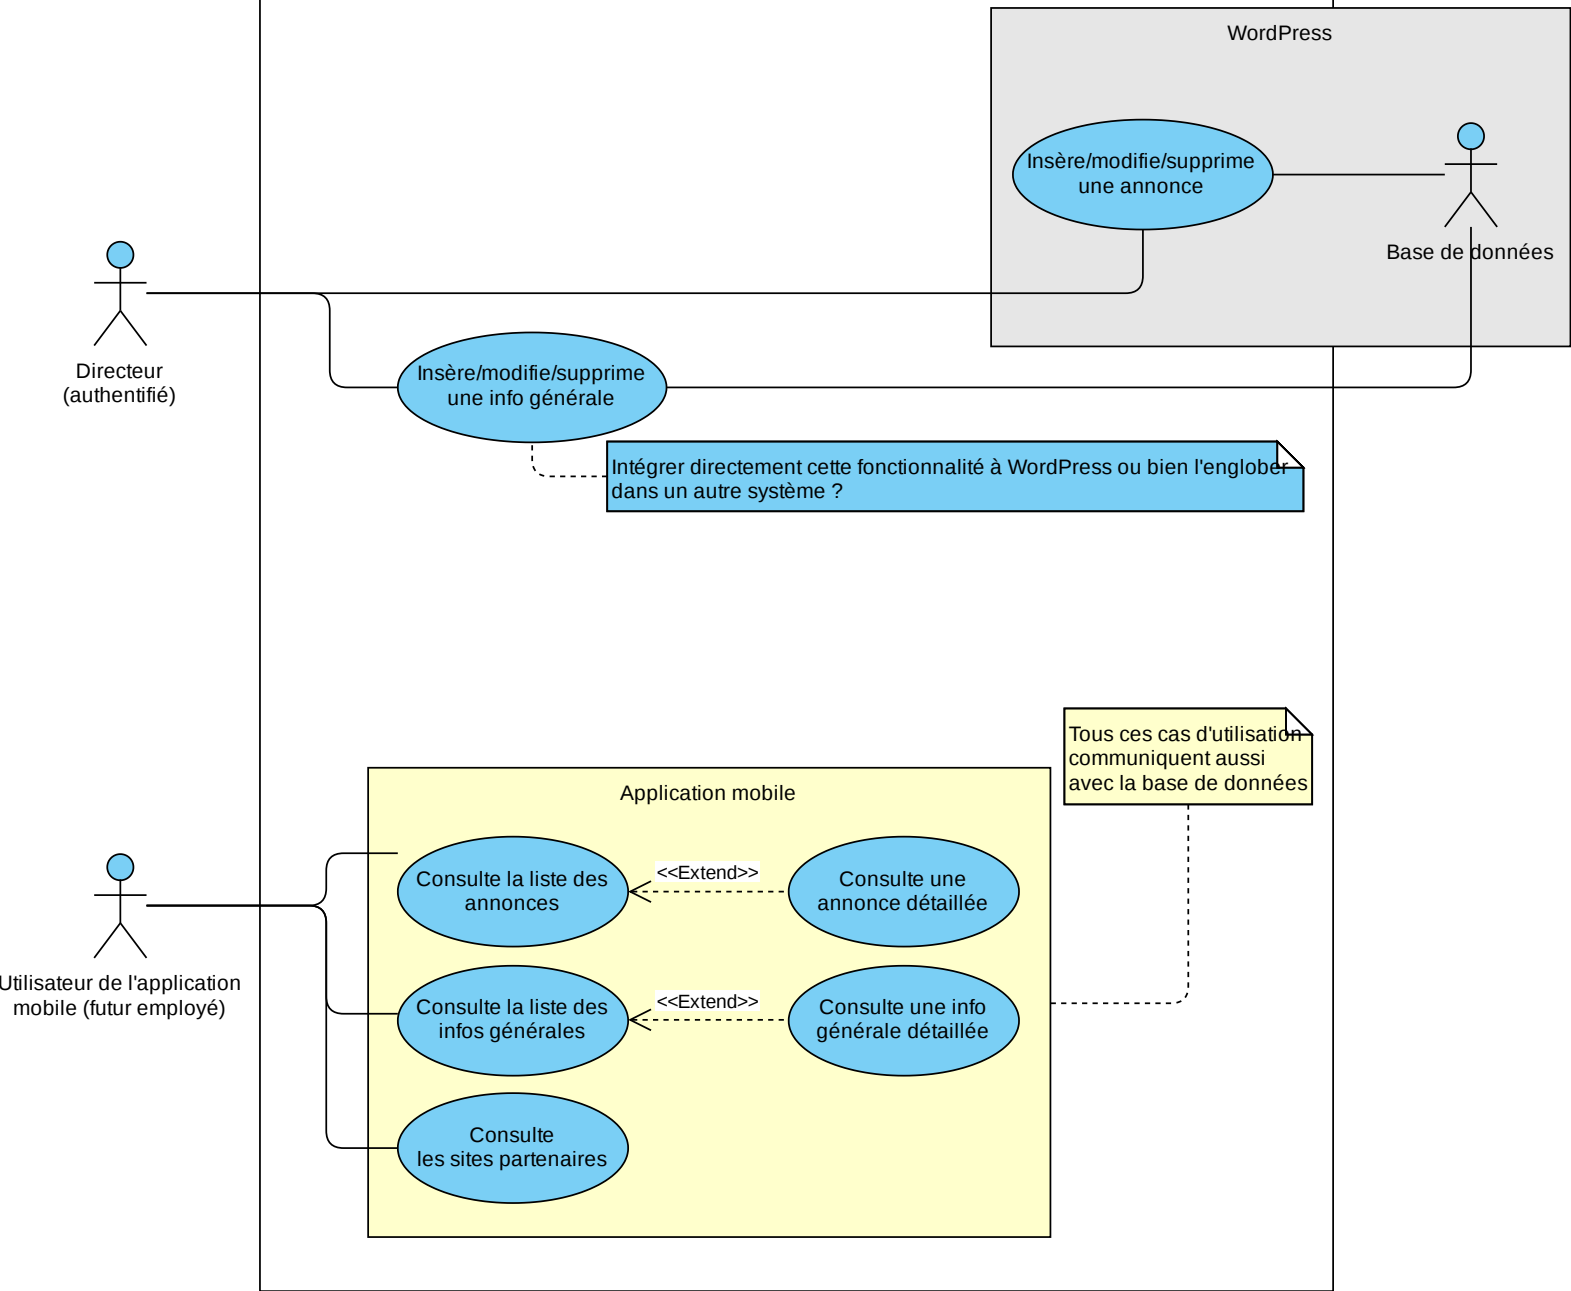 WordPress
Insère/modifie/supprime
une annonce
Base de données
Directeur
(authentifié)
Insère/modifie/supprime
une info générale
Intégrer directement cette fonctionnalité à WordPress ou bien l'englober
dans un autre système ?
Tous ces cas d'utilisation
communiquent aussi
avec la base de données
Application mobile
Consulte la liste des
annonces
<<Extend>>
Consulte une
annonce détaillée
Utilisateur de l'application
mobile (futur employé)
Consulte la liste des
infos générales
<<Extend>>
Consulte une info
générale détaillée
Consulte
les sites partenaires